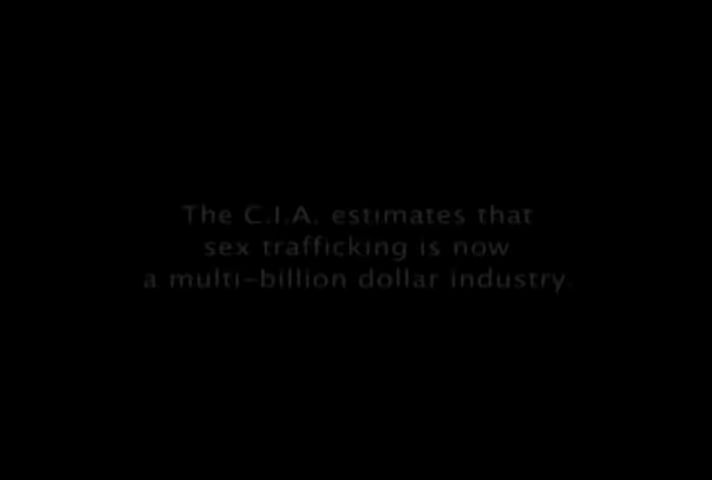 The C.I.A. estimates that
sex trafficking is now
a multi-billion dollar industry.